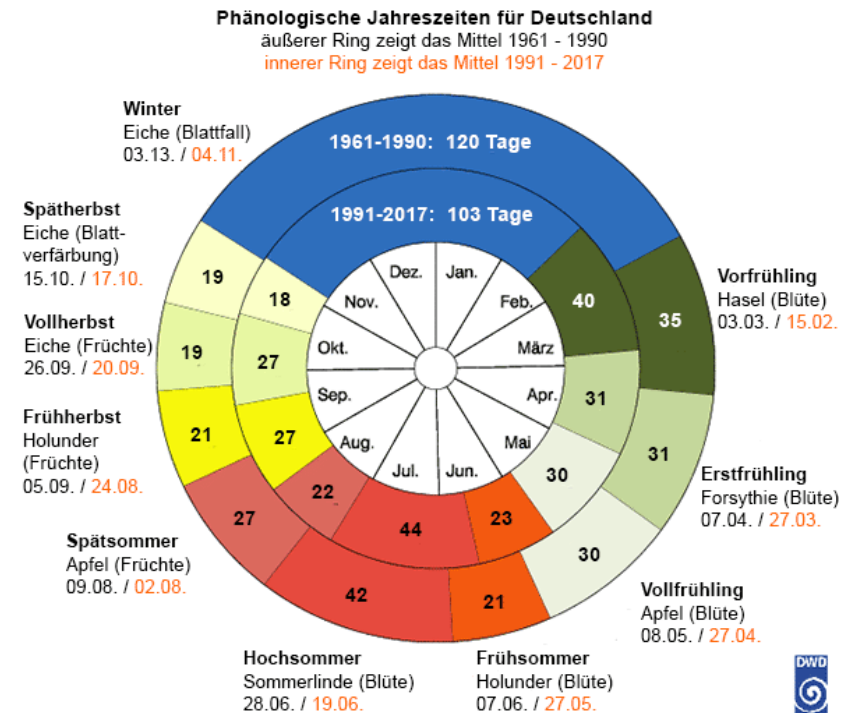 Phänologische Jahreszeiten für Deutschland
äußerer Ring zeigt das Mittel 1961 - 1990
innerer Ring zeigt das Mittel 1991 - 2017
Winter
Eiche (Blattfall)
03.13. / 04.11.
1961-1990: 120 Tage
1991-2017: 103 Tage
Spätherbst
Eiche (Blatt-
verfärbung)
15.10. / 17.10.
Vollherbst
Eiche (Früchte)
26.09. / 20.09.
Frühherbst
Holunder
(Früchte)
05.09. / 24.08.
Spätsommer
Apfel (Früchte)
09.08. / 02.08.
Hochsommer
Sommerlinde (Blüte)
28.06. / 19.06.
Frühsommer
Holunder (Blüte)
07.06. / 27.05.
Vollfrühling
Apfel (Blüte)
08.05. / 27.04.
Erstfrühling
Forsythie (Blüte)
07.04. / 27.03.
Vorfrühling
Hasel (Blüte)
03.03. / 15.02.
35
31
30
21
42
27
21
19
19
40
31
30
23
44
22
27
27
18
Jan.
Feb.
März
Apr.
Mai
Jun.
Jul.
Aug.
Sep.
Okt.
Nov.
Dez.
DWD